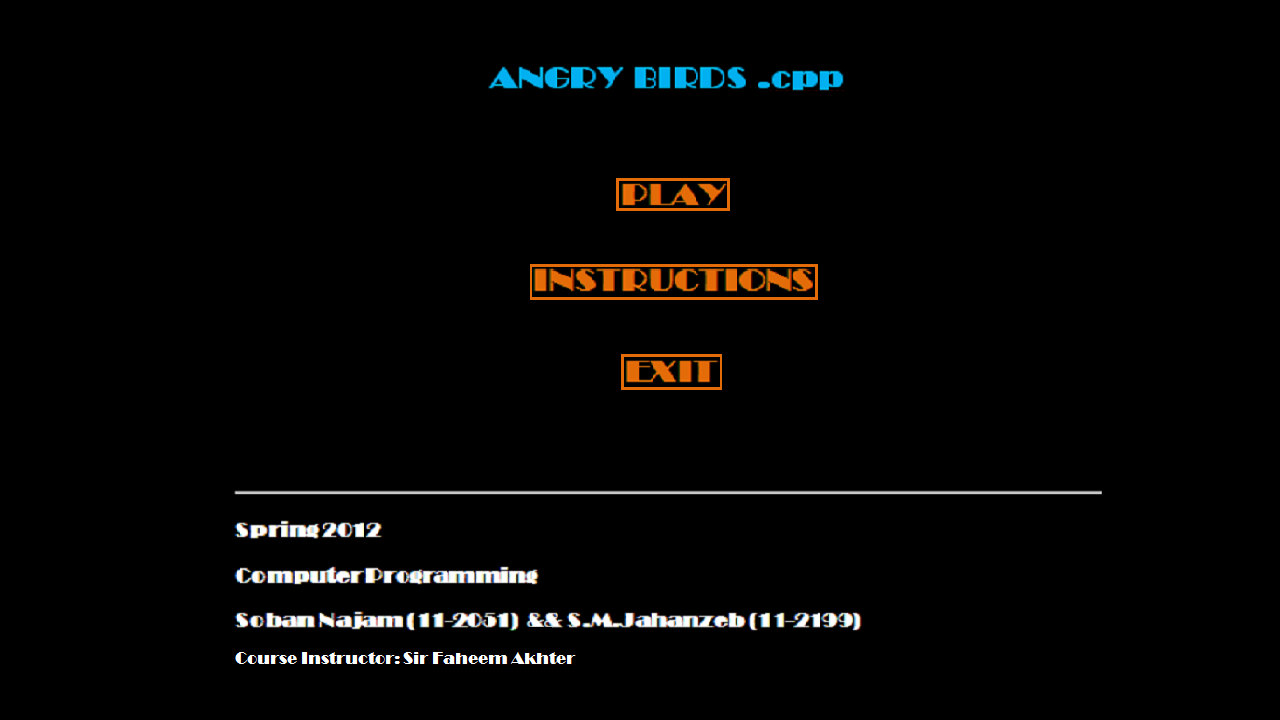 ANGRY BIRDS .cpp
PLAY
INSTRUCTIONS
EXIT
Spring 2012
Computer Programming
Soban Najam (11-2051) && S.M.Jahanzeb (11-2199)
Course Instructor: Sir Faheem Akhter